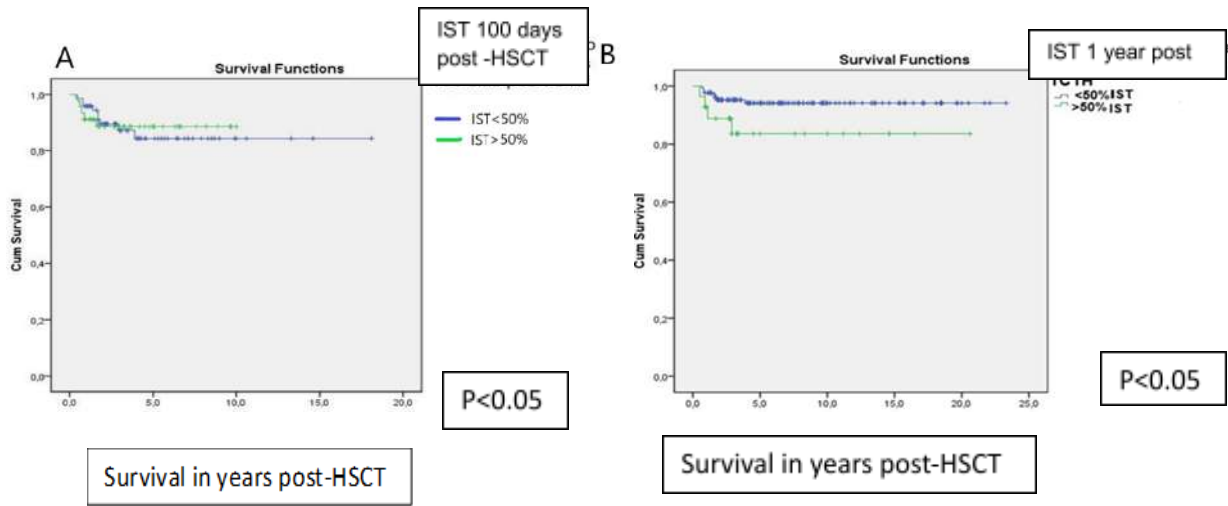 A
Survival Functions
IST 100 days
post -HSCT
IST<50%
IST>50%
Cum Survival
1,0
0,8
0,6
0,4
0,2
0,0
0,0 5,0 10,0 15,0 20,0
P<0.05
Survival in years post-HSCT
B
Survival Functions
IST 1 year post
<50%IST
>50%IST
Cum Survival
1,0
0,8
0,6
0,4
0,2
0,0
0,0 5,0 10,0 15,0 20,0 25,0
P<0.05
Survival in years post-HSCT